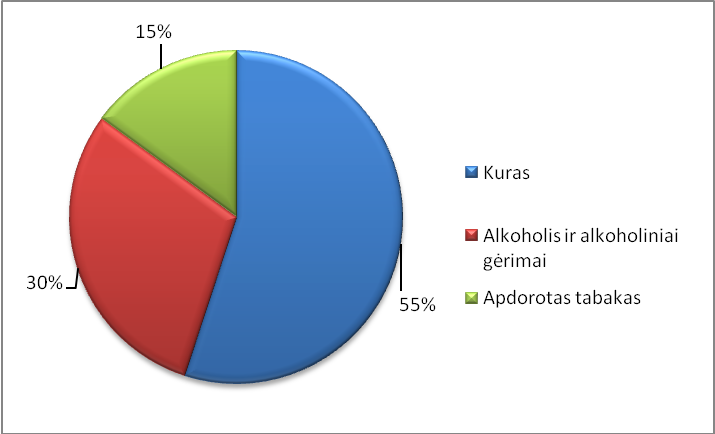 15%
Kuras
Alkoholis ir alkoholiniai
gėrimai
30%
Apdorotas tabakas
55%